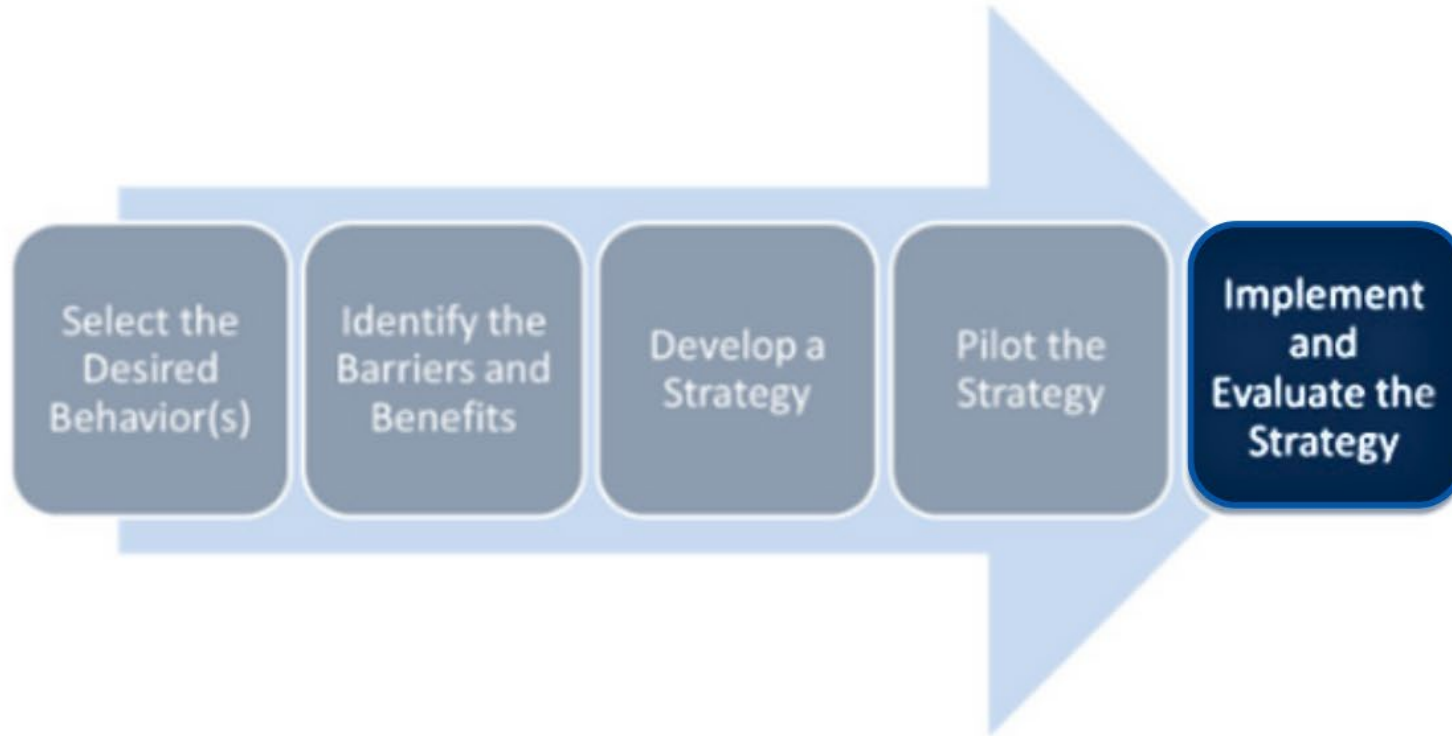 Select the
Desired
Behavior(s)
Identify the
Barriers and
Benefits
Develop a
Strategy
Pilot the
Strategy
Implement
and
Evaluate the
Strategy